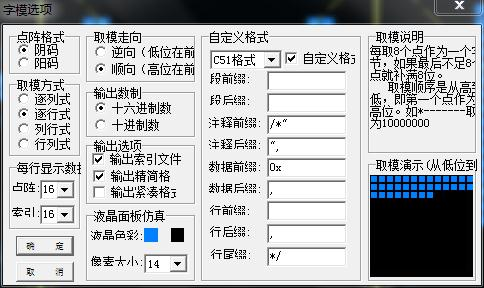 字模选项
点阵格式
阴码
阳码
取模方式
逐列式
逐行式
列行式
行列式
每行显示数据
点阵: 16
索引: 16
确 定
取 消
取模走向
逆向（低位在前
顺向（高位在前
输出数制
十六进制数
十进制数
输出选项
输出索引文件
输出精简格
输出紧凑格式
液晶面板仿真
液晶色彩:
像素大小: 14
自定义格式
C51格式 自定义格式
段前缀:
段后缀:
注释前缀: /*"
注释后缀: ",
数据前缀: 0x
数据后缀: ,
行前缀:
行后缀: ,
行尾缀: */
取模说明
每取8个点作为一个字
节，如果最后不足8个
点就补满8位。
取模顺序是从高到
低，即第一个点作为最
高位。如*-------取
为10000000
取模演示(从低位到